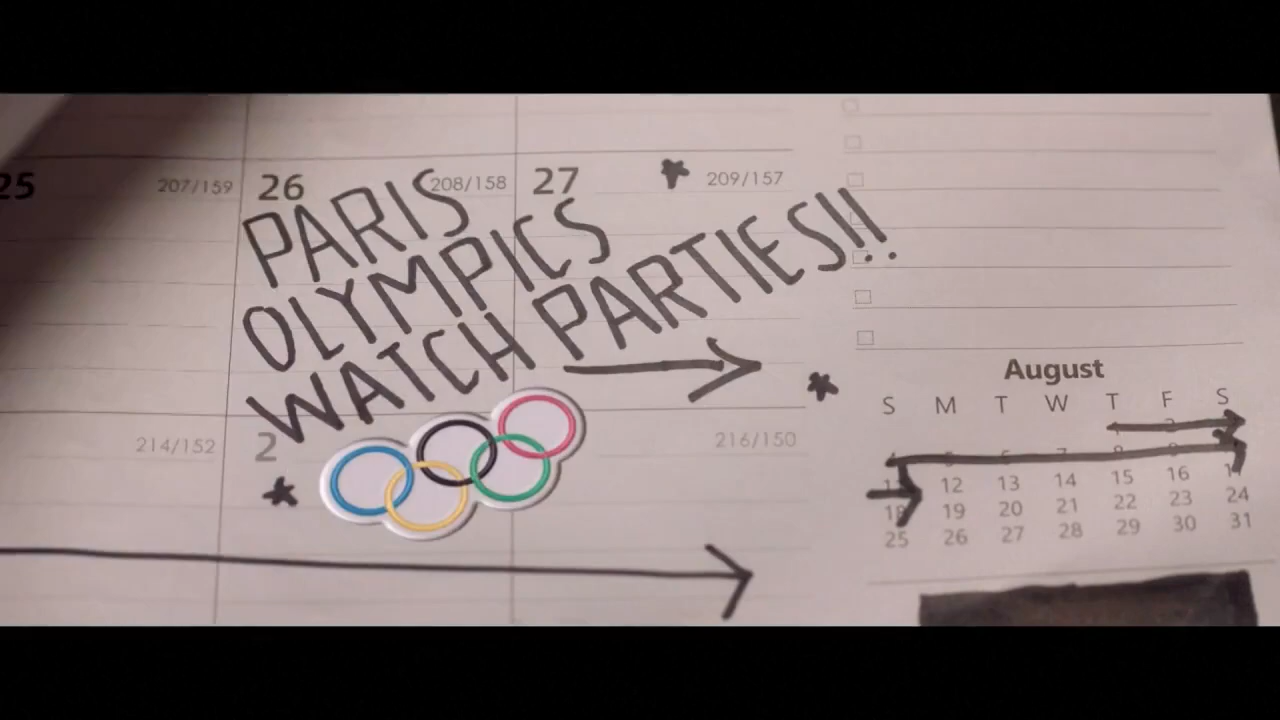 25 207/159 26 208/158 27 209/157
PARIS
OLYMPICS
WATCH PARTIES!!
214/152 2 216/150
August
S M T W T F S
11 12 13 14 15 16 17
18 19 20 21 22 23 24
25 26 27 28 29 30 31